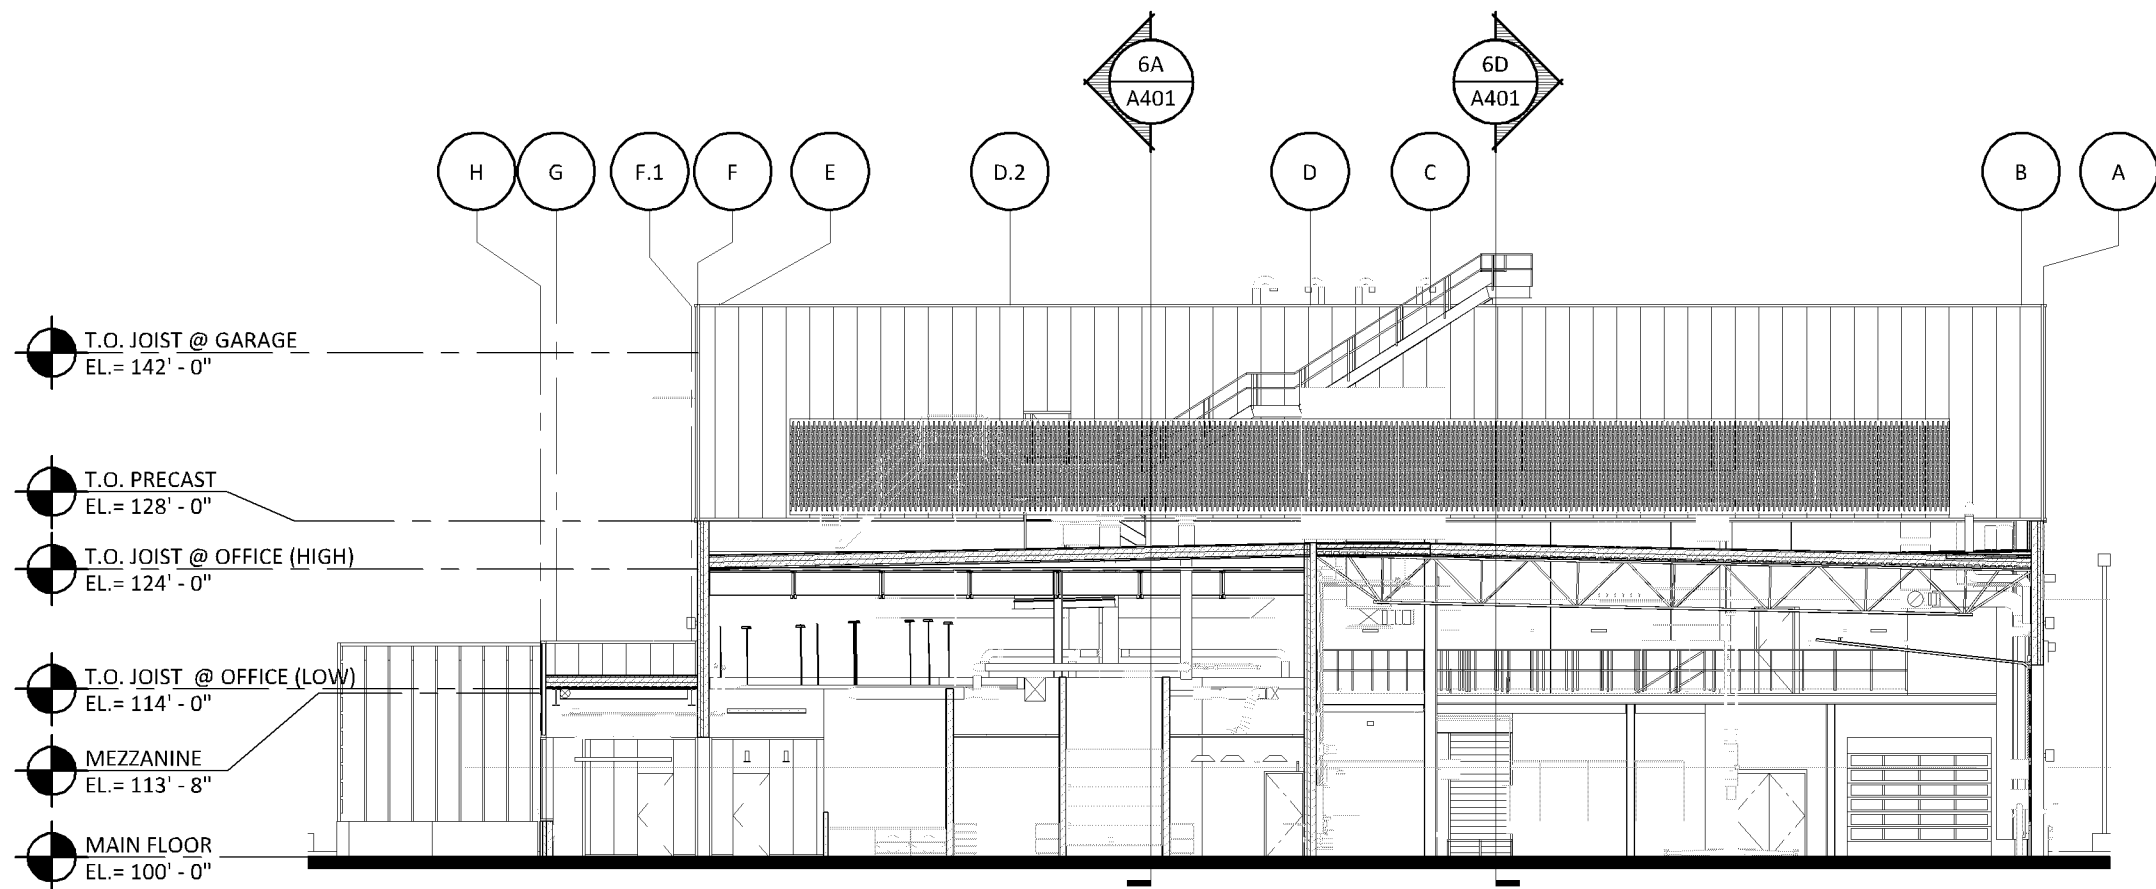 6A
A401
6D
A401
H
G
F.1
F
E
D.2
D
C
B
A
T.O. JOIST @ GARAGE
EL.= 142' - 0"
T.O. PRECAST
EL.= 128' - 0"
T.O. JOIST @ OFFICE (HIGH)
EL.= 124' - 0"
T.O. JOIST @ OFFICE (LOW)
EL.= 114' - 0"
MEZZANINE
EL.= 113' - 8"
MAIN FLOOR
EL.= 100' - 0"